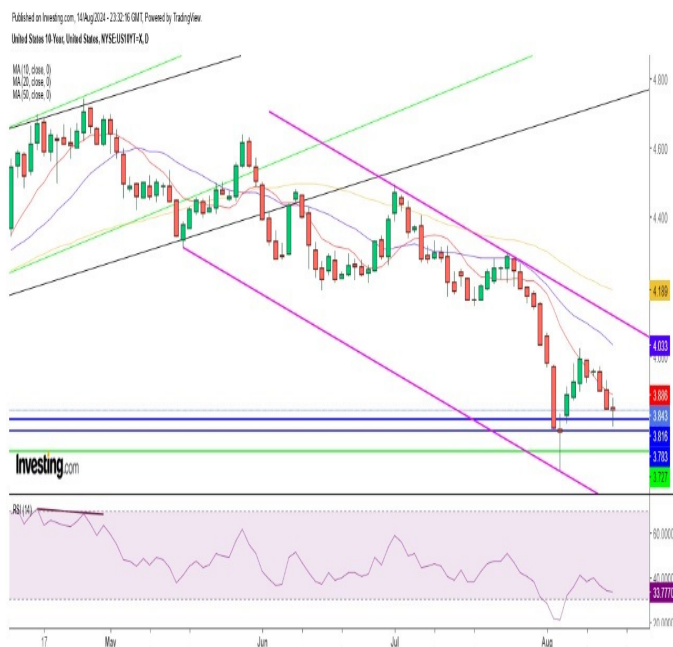 Published on Investing.com, 14/Aug/2024 - 23:32:16 GMT, Powered by TradingView.
United States 10-Year, United States, NYSE:US10YT=X, D
MA (10, close, 0)
MA (20, close, 0)
MA (50, close, 0)
4.800
4.600
4.400
4.189
4.033
4.000
3.886
3.843
3.816
3.783
3.727
Investing.com
RSI (14)
60.0000
40.0000
33.7770
20.0000
17 May Jun Jul Aug